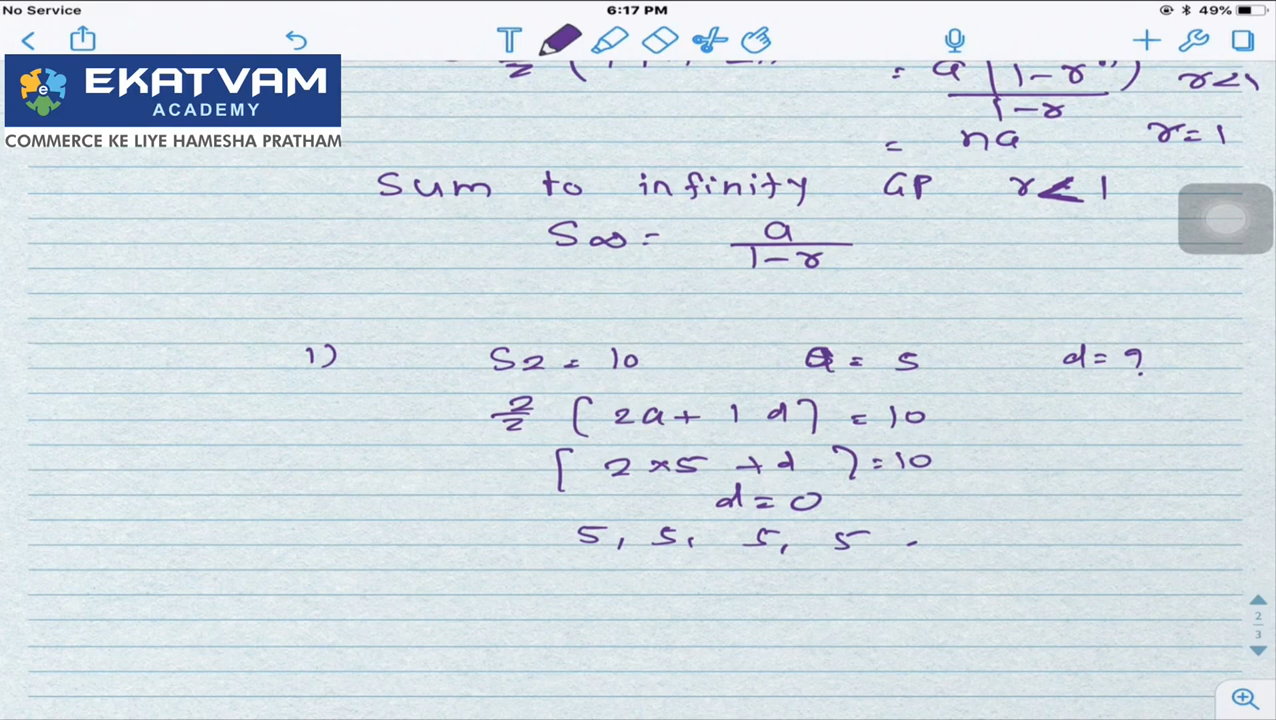 No Service 6:17 PM 49%
EKATVAM
ACADEMY
COMMERCE KE LIYE HAMESHA PRATHAM
= a(1-rⁿ)/1-r r<1
= na r=1
Sum to infinity GP r<1
S∞= a/1-r
1) S2 = 10 a = 5 d = ?
2/2 [2a+ 1 d] = 10
[2×5 +d] =10
d=0
5, 5, 5, 5 -
2
3